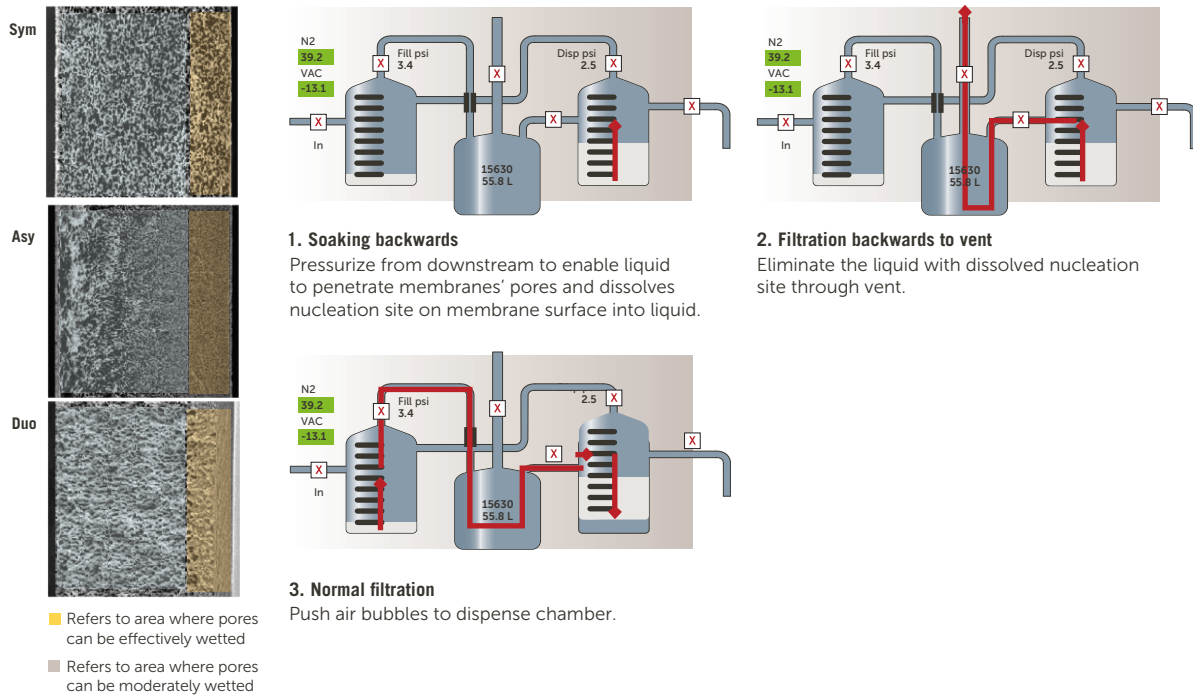 Sym
Asy
Duo
Refers to area where pores
can be effectively wetted
Refers to area where pores
can be moderately wetted
N2
39.2
VAC
-13.1
Fill psi
3.4
Disp psi
2.5
X
X
X
X
X
X
In
15630
55.8 L
1. Soaking backwards
Pressurize from downstream to enable liquid
to penetrate membranes’ pores and dissolves
nucleation site on membrane surface into liquid.
N2
39.2
VAC
-13.1
Fill psi
3.4
Disp psi
2.5
X
X
X
X
X
X
In
15630
55.8 L
2. Filtration backwards to vent
Eliminate the liquid with dissolved nucleation
site through vent.
N2
39.2
VAC
-13.1
Fill psi
3.4
2.5
X
X
X
X
X
X
In
15630
55.8 L
3. Normal filtration
Push air bubbles to dispense chamber.